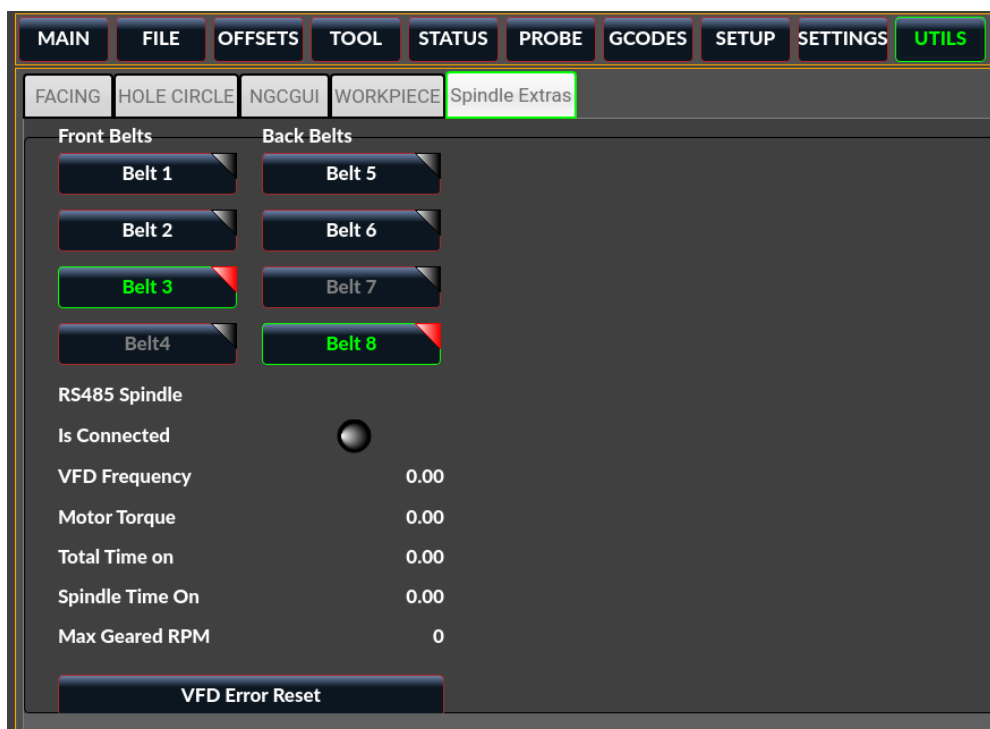 MAIN FILE OFFSETS TOOL STATUS PROBE GCODES SETUP SETTINGS UTILS
FACING HOLE CIRCLE NGCGUI WORKPIECE Spindle Extras
Front Belts Back Belts
Belt 1 Belt 5
Belt 2 Belt 6
Belt 3 Belt 7
Belt4 Belt 8
RS485 Spindle
Is Connected
VFD Frequency 0.00
Motor Torque 0.00
Total Time on 0.00
Spindle Time On 0.00
Max Geared RPM 0
VFD Error Reset